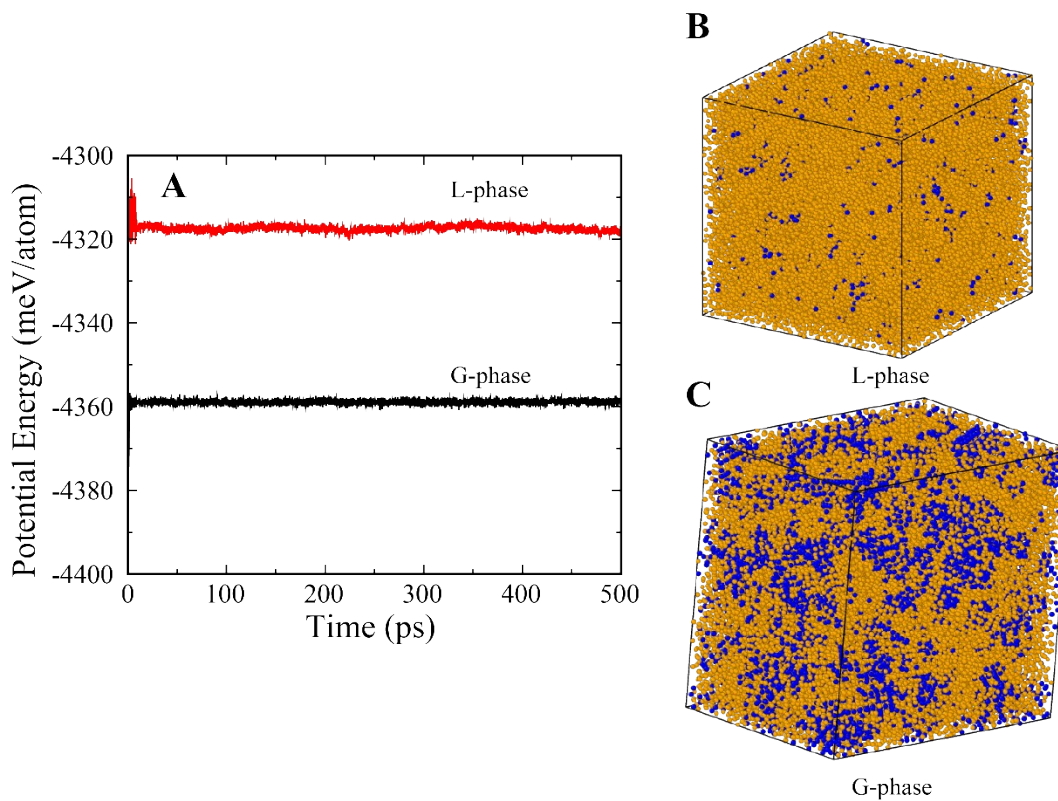 A
L-phase
G-phase
-4300
-4320
-4340
-4360
-4380
-4400
Potential Energy (meV/atom)
0 100 200 300 400 500
Time (ps)
B
L-phase
C
G-phase